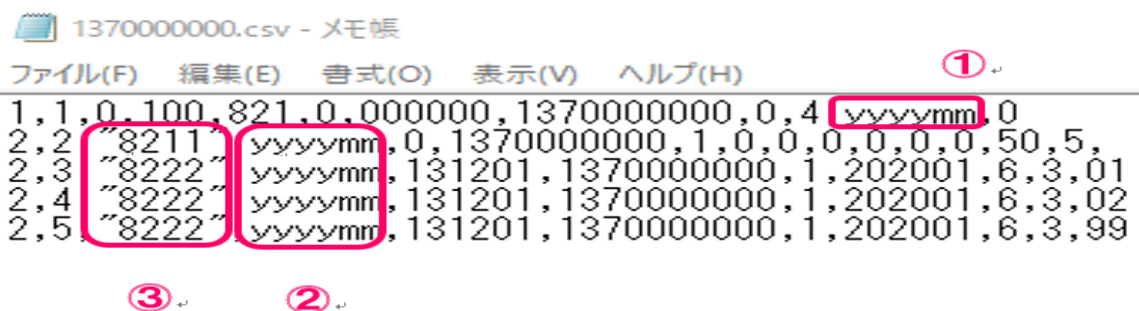 1370000000.csv - メモ帳
ファイル(F) 編集(E) 書式(O) 表示(V) ヘルプ(H)
①
1,1,0,100,821,0,000000,1370000000,0,4 yyyymm,0
2,2 "8211" yyyymm,0,1370000000,1,0,0,0,0,0,0,50,5,
2,3 "8222" yyyymm,131201,1370000000,1,202001,6,3,01
2,4 "8222" yyyymm,131201,1370000000,1,202001,6,3,02
2,5, "8222", yyyymm,131201,1370000000,1,202001,6,3,99
③ ②